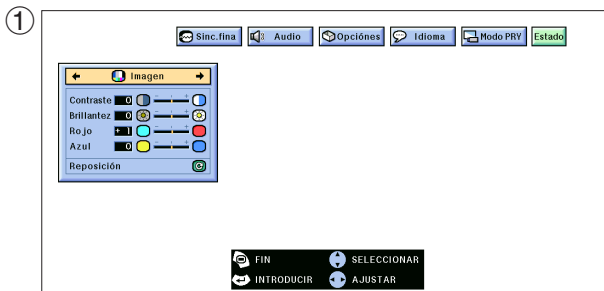 1
Sinc.fina Audio Opciónes Idioma Modo PRY Estado
Imagen
Contraste 0
Brillantez 0
Rojo + 1
Azul 0
Reposición
FIN SELECCIONAR
INTRODUCIR AJUSTAR